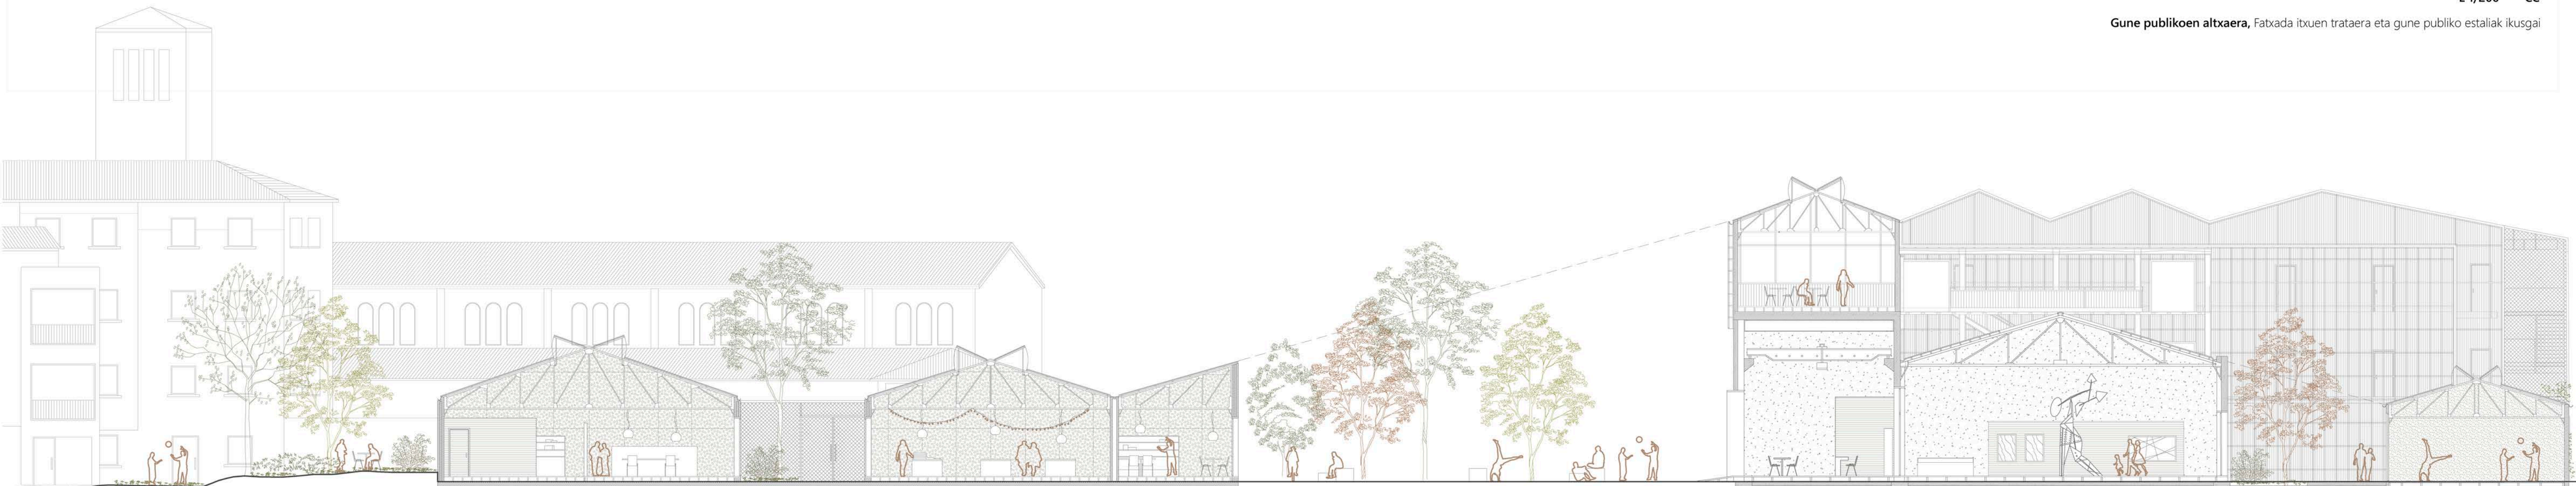 Gune publikoen altxaera, Fatxada itxuen trataera eta gune publiko estaliak ikusgai